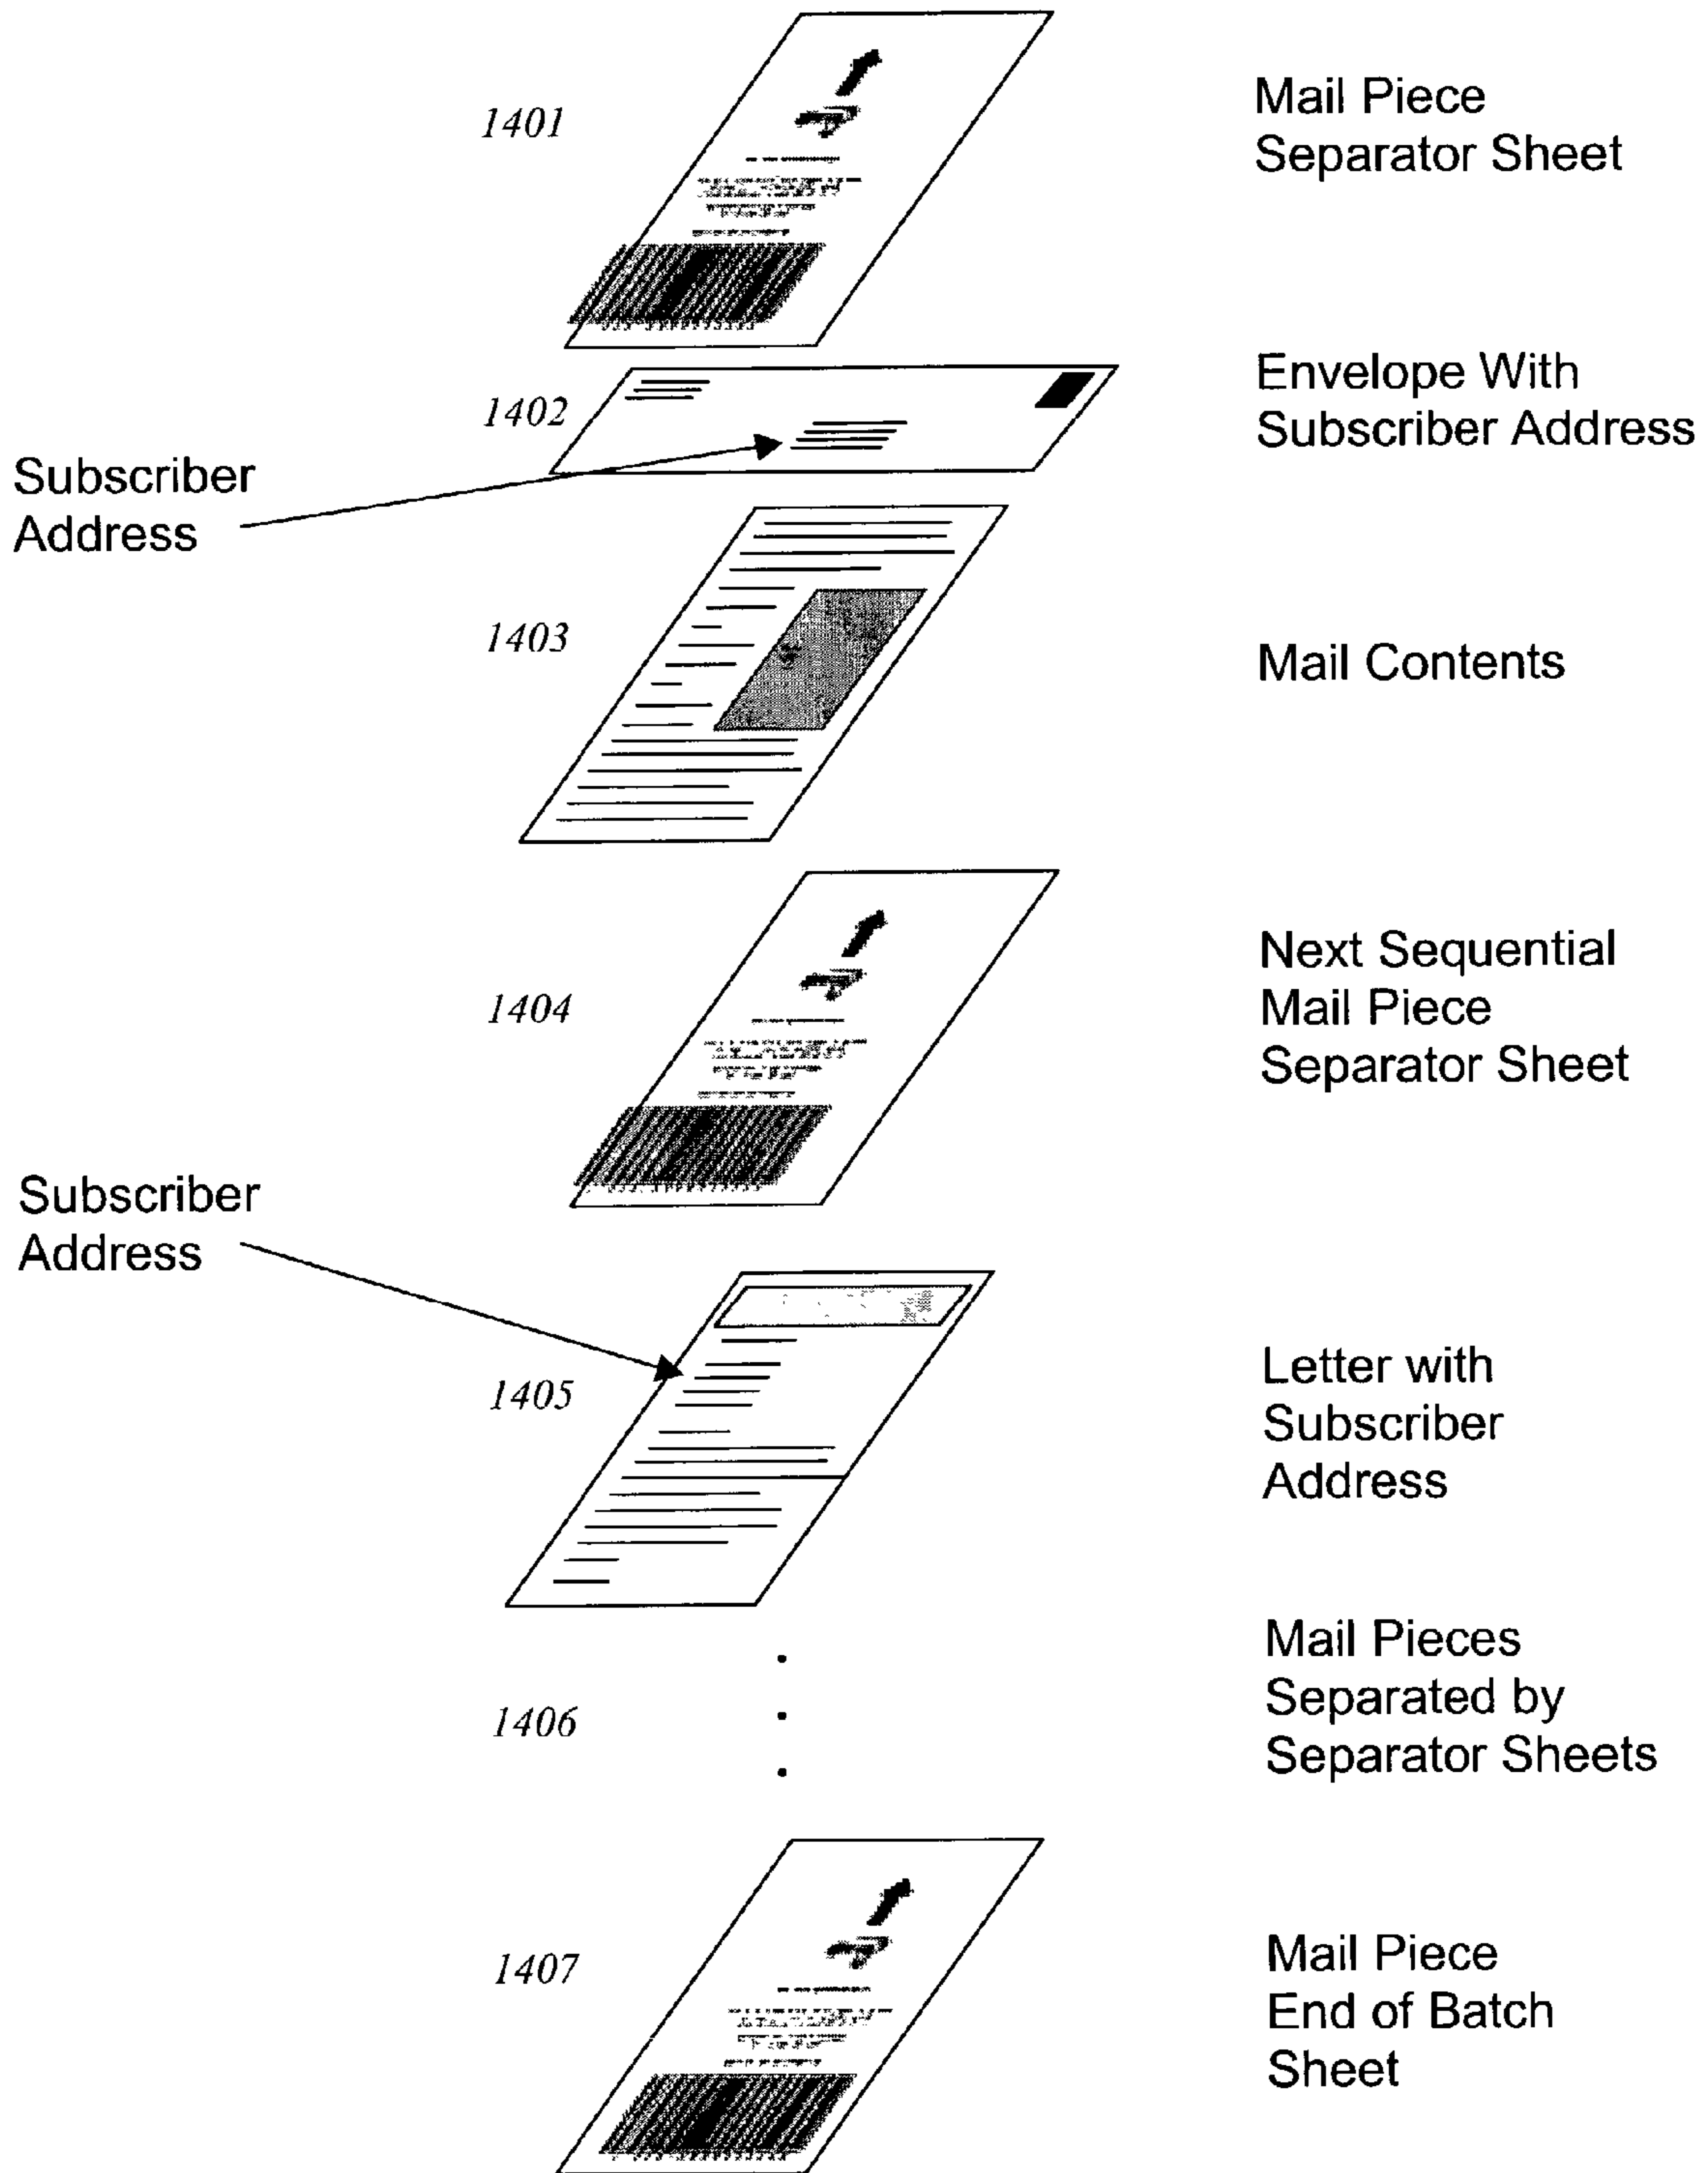 1401
Mail Piece
Separator Sheet
1402
Envelope With
Subscriber Address
Subscriber
Address
1403
Mail Contents
1404
Next Sequential
Mail Piece
Separator Sheet
Subscriber
Address
1405
Letter with
Subscriber
Address
1406
Mail Pieces
Separated by
Separator Sheets
1407
Mail Piece
End of Batch
Sheet